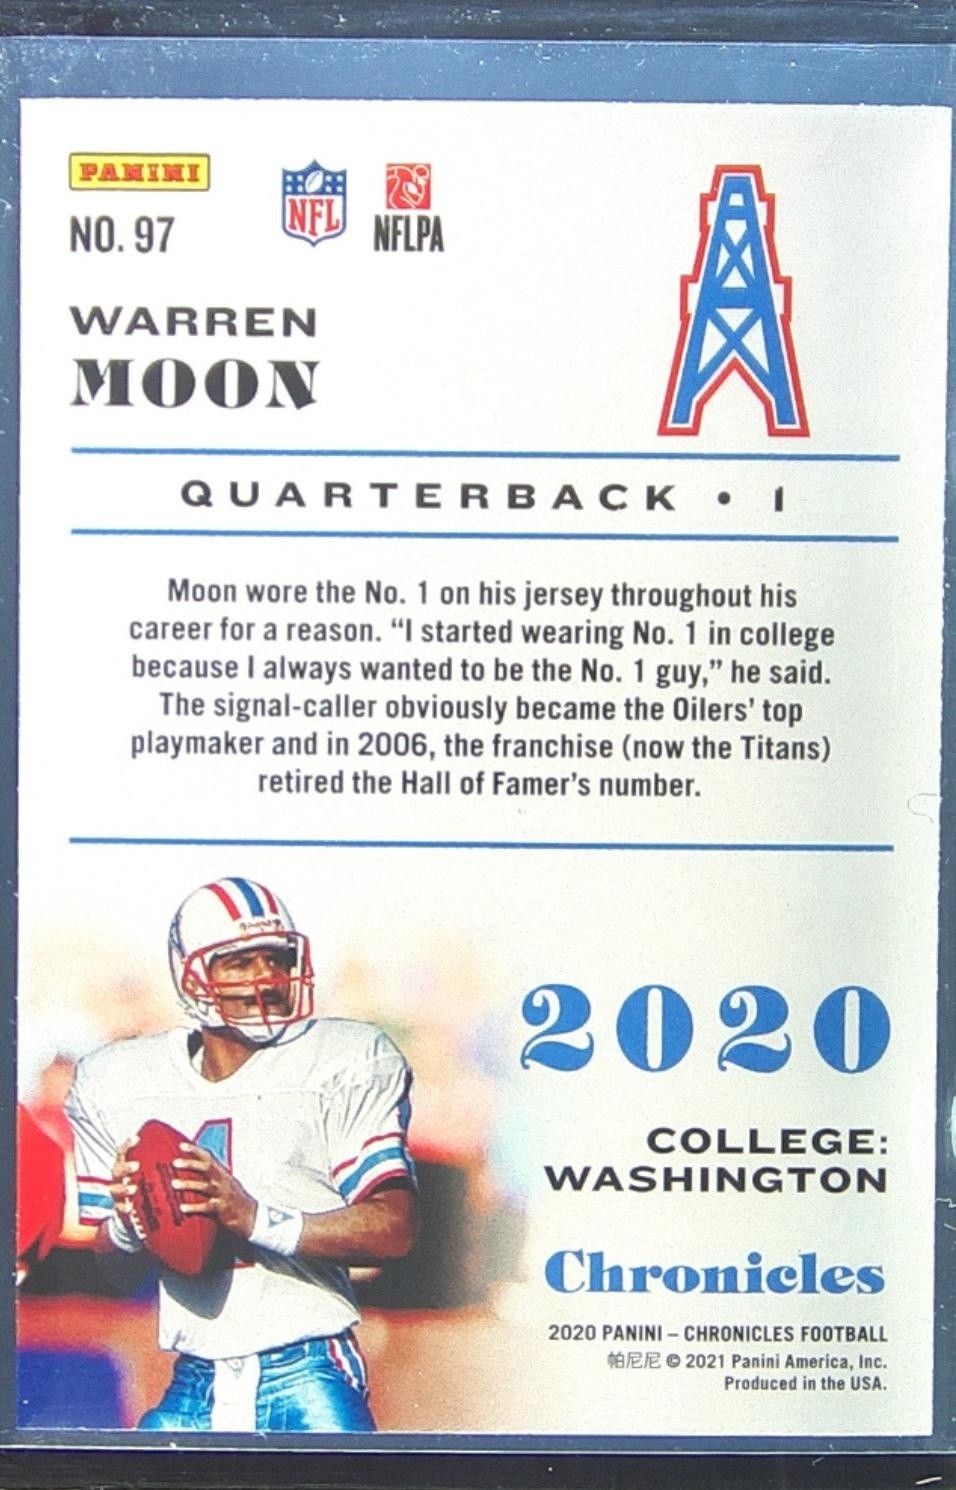 PANINI
NO. 97
NFL
NFLPA
WARREN
MOON
QUARTERBACK • 1
Moon wore the No. 1 on his jersey throughout his
career for a reason. “I started wearing No. 1 in college
because I always wanted to be the No. 1 guy,” he said.
The signal-caller obviously became the Oilers’ top
playmaker and in 2006, the franchise (now the Titans)
retired the Hall of Famer’s number.
1
2020
COLLEGE:
WASHINGTON
Chronicles
2020 PANINI – CHRONICLES FOOTBALL
帕尼尼 © 2021 Panini America, Inc.
Produced in the USA.